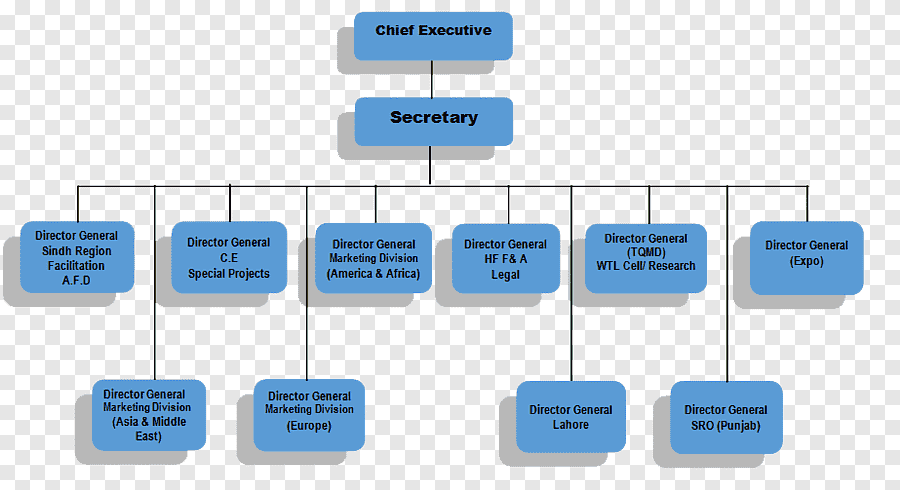 Chief Executive
Secretary
Director General
Sindh Region
Facilitation
A.F.D
Director General
C.E
Special Projects
Director General
Marketing Division
(America & Africa)
Director General
HF F& A
Legal
Director General
(TQMD)
WTL Cell/ Research
Director General
(Expo)
Director General
Marketing Division
(Asia & Middle
East)
Director General
Marketing Division
(Europe)
Director General
Lahore
Director General
SRO (Punjab)